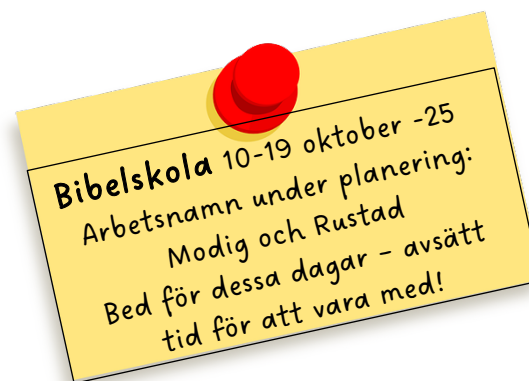 Bibelskola 10-19 oktober -25
Arbetsnamn under planering:
Modig och Rustad
Bed för dessa dagar – avsätt
tid för att vara med!